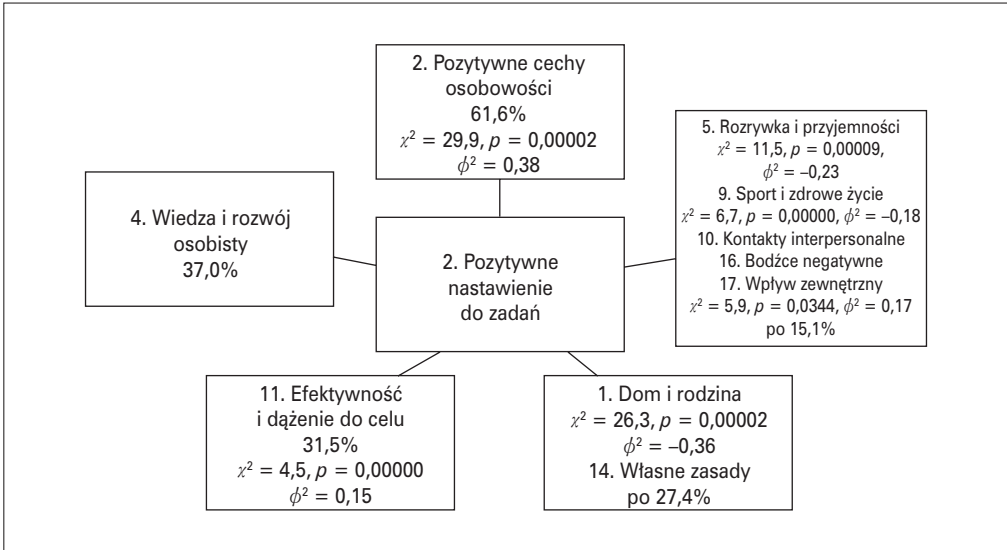 2. Pozytywne cechy
osobowości
61,6%
χ² = 29,9, p = 0,00002
ϕ² = 0,38
5. Rozrywka i przyjemności
χ² = 11,5, p = 0,00009,
ϕ² = –0,23
9. Sport i zdrowe życie
χ² = 6,7, p = 0,00000, ϕ² = –0,18
10. Kontakty interpersonalne
16. Bodźce negatywne
17. Wpływ zewnętrzny
χ² = 5,9, p = 0,0344, ϕ² = 0,17
po 15,1%
4. Wiedza i rozwój
osobisty
37,0%
2. Pozytywne
nastawienie
do zadań
11. Efektywność
i dążenie do celu
31,5%
χ² = 4,5, p = 0,00000
ϕ² = 0,15
1. Dom i rodzina
χ² = 26,3, p = 0,00002
ϕ² = –0,36
14. Własne zasady
po 27,4%